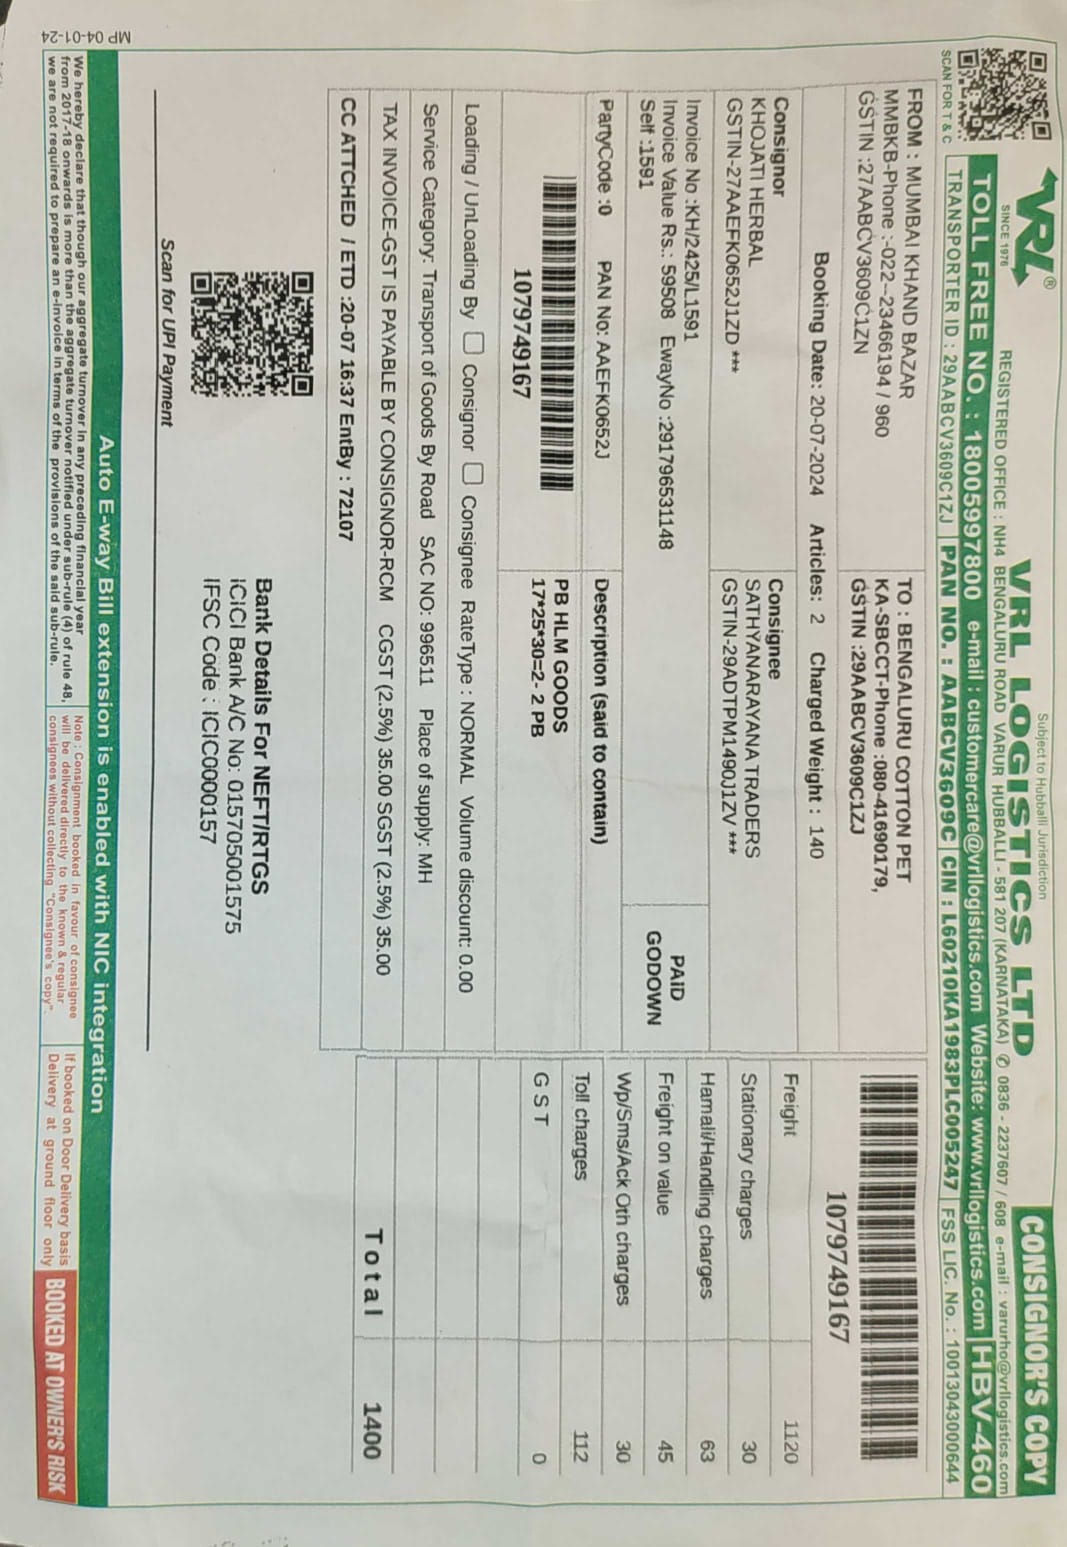 Subject to Hubballi Jurisdiction
CONSIGNOR'S COPY
VRL ®
SINCE 1976
VRL LOGISTICS LTD
REGISTERED OFFICE : NH4 BENGALURU ROAD VARUR HUBBALLI - 581 207 (KARNATAKA) ✆ 0836 - 2237607 / 608 e-mail : varurho@vrllogistics.com
TOLL FREE NO. : 18005997800 e-mail : customercare@vrllogistics.com Website: www.vrllogistics.com HBV-460
SCAN FOR T & C
TRANSPORTER ID : 29AABCV3609C1ZJ PAN NO. : AABCV3609C CIN : L60210KA1983PLC005247 FSS LIC. No. : 10013043000644
FROM : MUMBAI KHAND BAZAR
MMBKB-Phone :-022--23466194 / 960
GSTIN :27AABCV3609C1ZN
TO : BENGALURU COTTON PET
KA-SBCCT-Phone :080-41690179,
GSTIN :29AABCV3609C1ZJ
1079749167
Booking Date: 20-07-2024 Articles: 2 Charged Weight : 140
Consignor
KHOJATI HERBAL
GSTIN-27AAEFK0652J1ZD ***
Consignee
SATHYANARAYANA TRADERS
GSTIN-29ADTPM1490J1ZV ***
Invoice No :KH/2425/L1591
Invoice Value Rs.: 59508 EwayNo :291796531148
Self :1591
PAID
GODOWN
PartyCode :0 PAN No: AAEFK0652J
Description (said to contain)
1079749167
PB HLM GOODS
17*25*30=2- 2 PB
Loading / UnLoading By Consignor Consignee RateType : NORMAL Volume discount: 0.00
Service Category: Transport of Goods By Road SAC NO: 996511 Place of supply: MH
TAX INVOICE-GST IS PAYABLE BY CONSIGNOR-RCM CGST (2.5%) 35.00 SGST (2.5%) 35.00
CC ATTCHED / ETD :20-07 16:37 EntBy : 72107
Freight 1120
Stationary charges 30
Hamali/Handling charges 63
Freight on value 45
Wp/Sms/Ack Oth charges 30
Toll charges 112
G S T 0
Total 1400
Scan for UPI Payment
Bank Details For NEFT/RTGS
ICICI Bank A/C No: 015705001575
IFSC Code : ICIC0000157
Auto E-way Bill extension is enabled with NIC integration
We hereby declare that though our aggregate turnover in any preceding financial year
from 2017-18 onwards is more than the aggregate turnover notified under sub-rule (4) of rule 48,
we are not required to prepare an e-invoice in terms of the provisions of the said sub-rule.
Note : Consignment booked in favour of consignee
will be delivered directly to the known & regular
consignees without collecting "Consignee's copy".
If booked on Door Delivery basis
Delivery at ground floor only
BOOKED AT OWNER'S RISK
MP 04-01-24